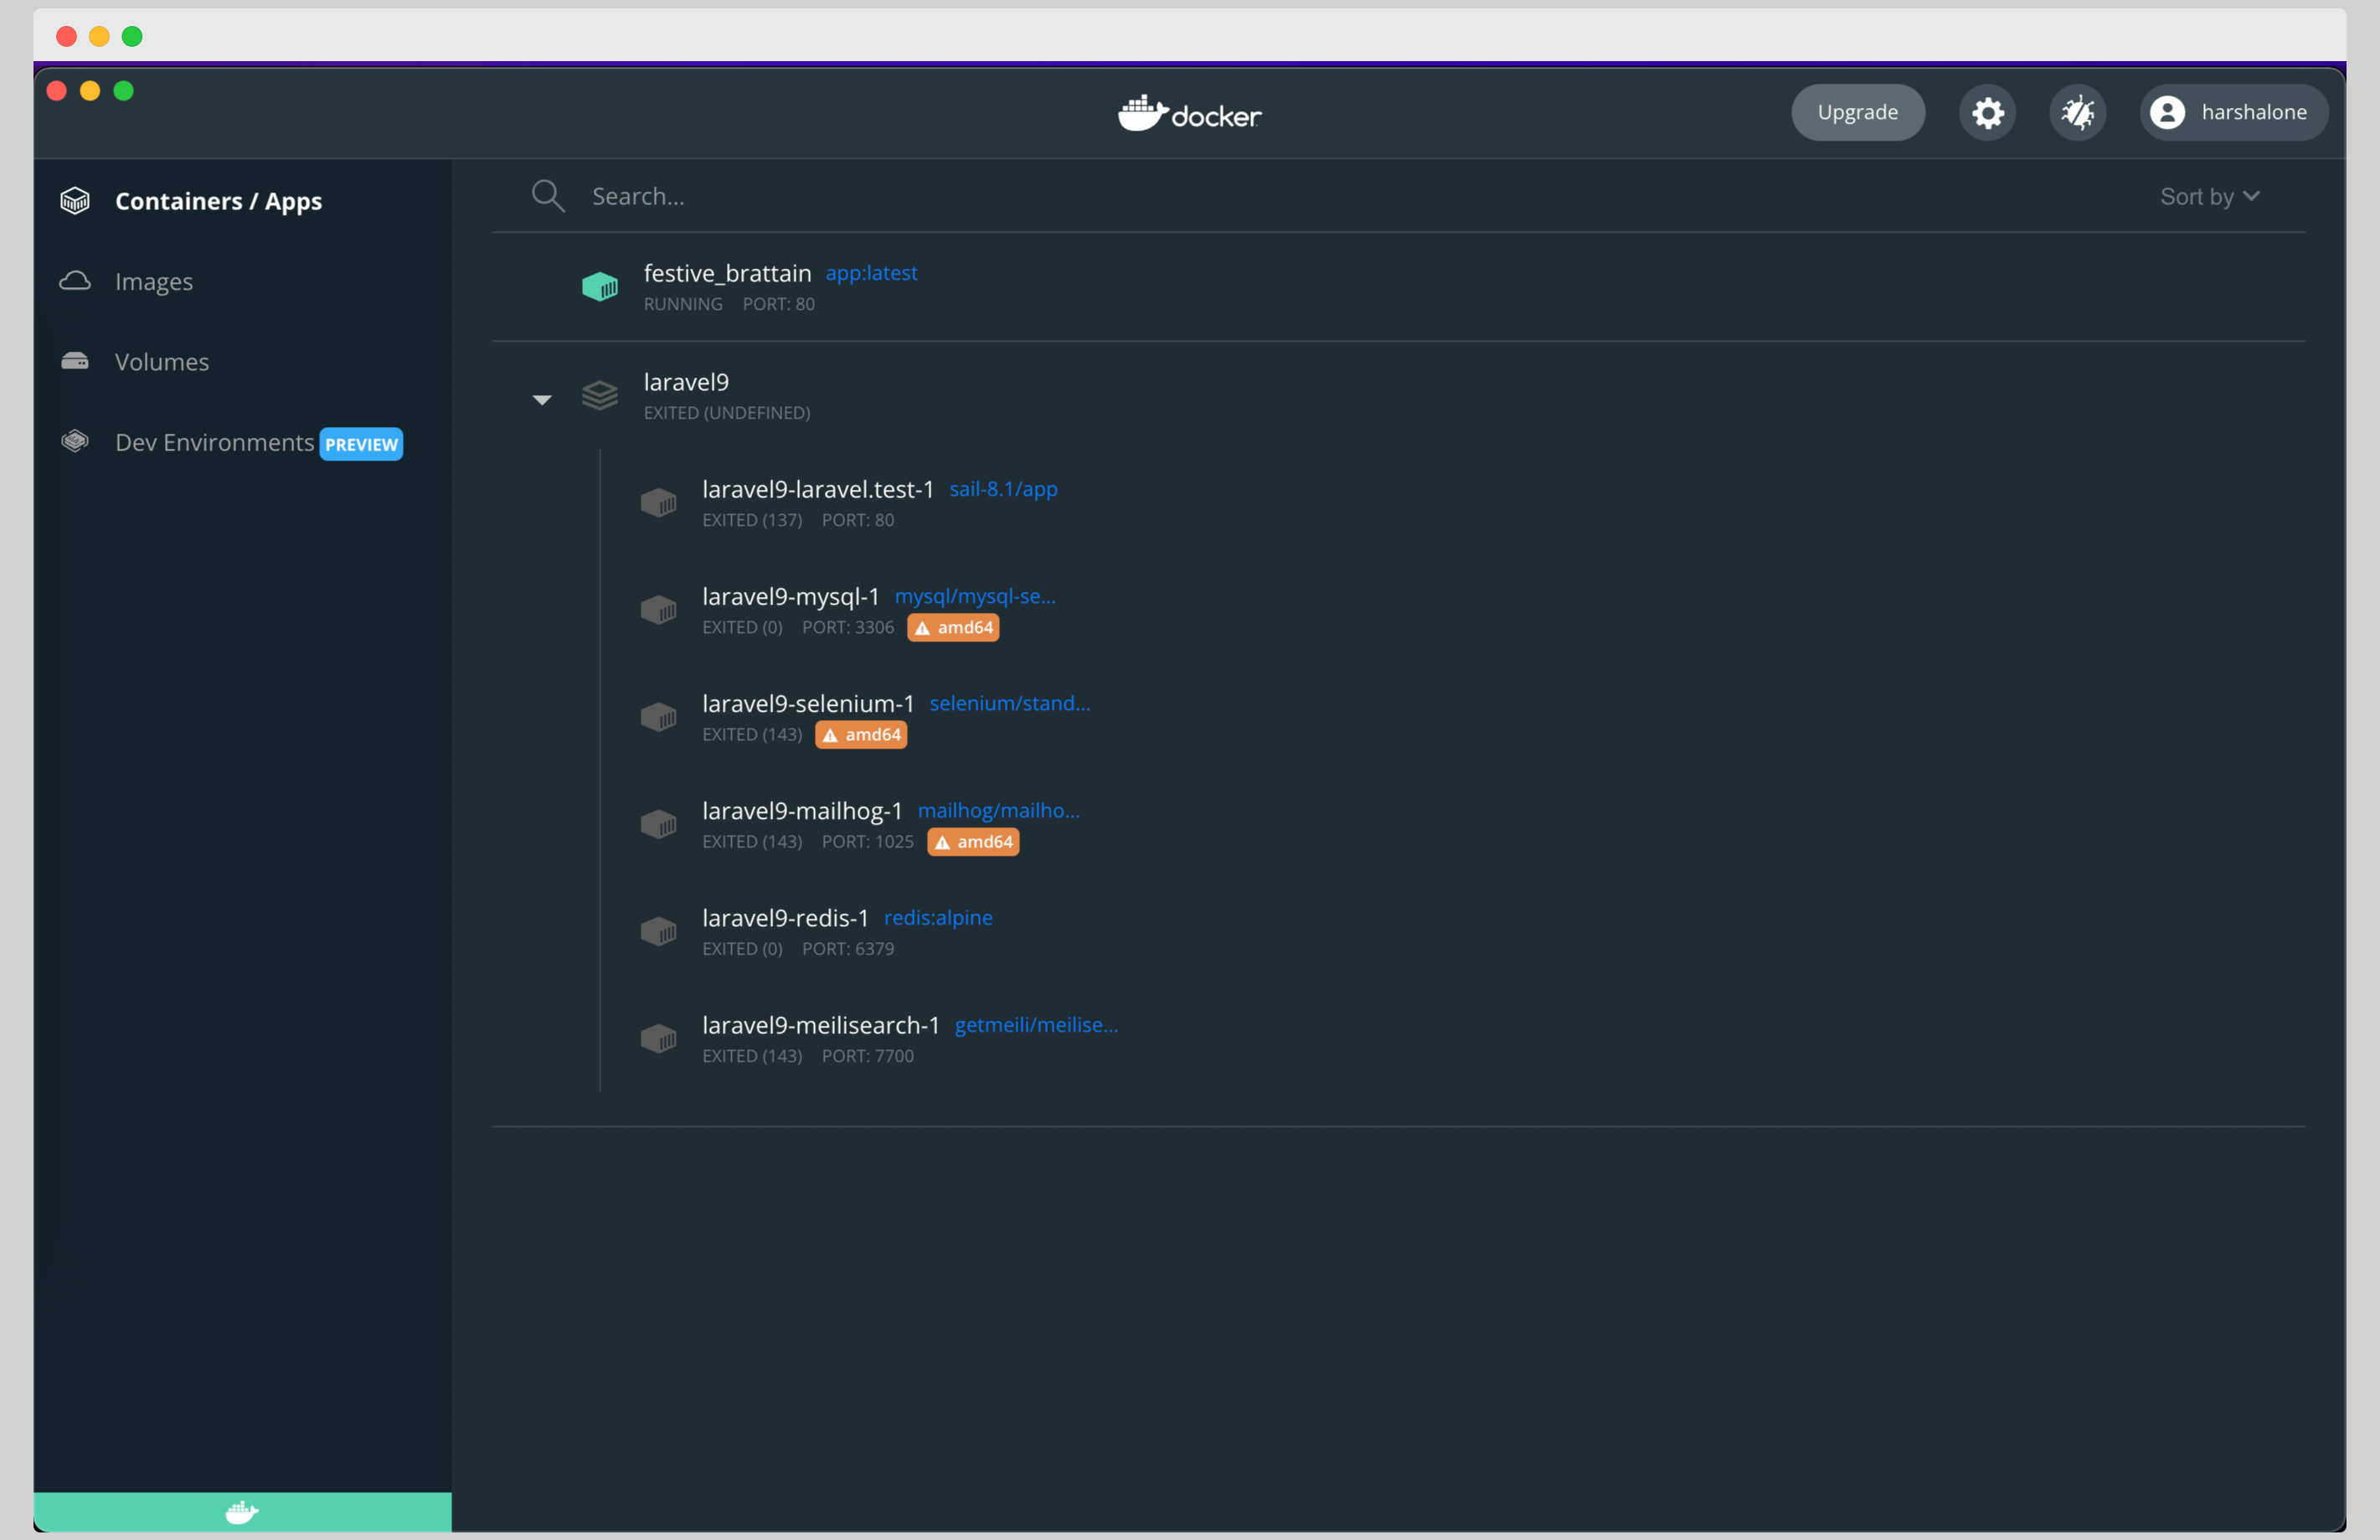 docker
Upgrade
harshalone
Containers / Apps
Images
Volumes
Dev Environments PREVIEW
Search...
Sort by
festive_brattain app:latest
RUNNING PORT: 80
laravel9
EXITED (UNDEFINED)
laravel9-laravel.test-1 sail-8.1/app
EXITED (137) PORT: 80
laravel9-mysql-1 mysql/mysql-se...
EXITED (0) PORT: 3306 amd64
laravel9-selenium-1 selenium/stand...
EXITED (143) amd64
laravel9-mailhog-1 mailhog/mailho...
EXITED (143) PORT: 1025 amd64
laravel9-redis-1 redis:alpine
EXITED (0) PORT: 6379
laravel9-meilisearch-1 getmeili/meilise...
EXITED (143) PORT: 7700